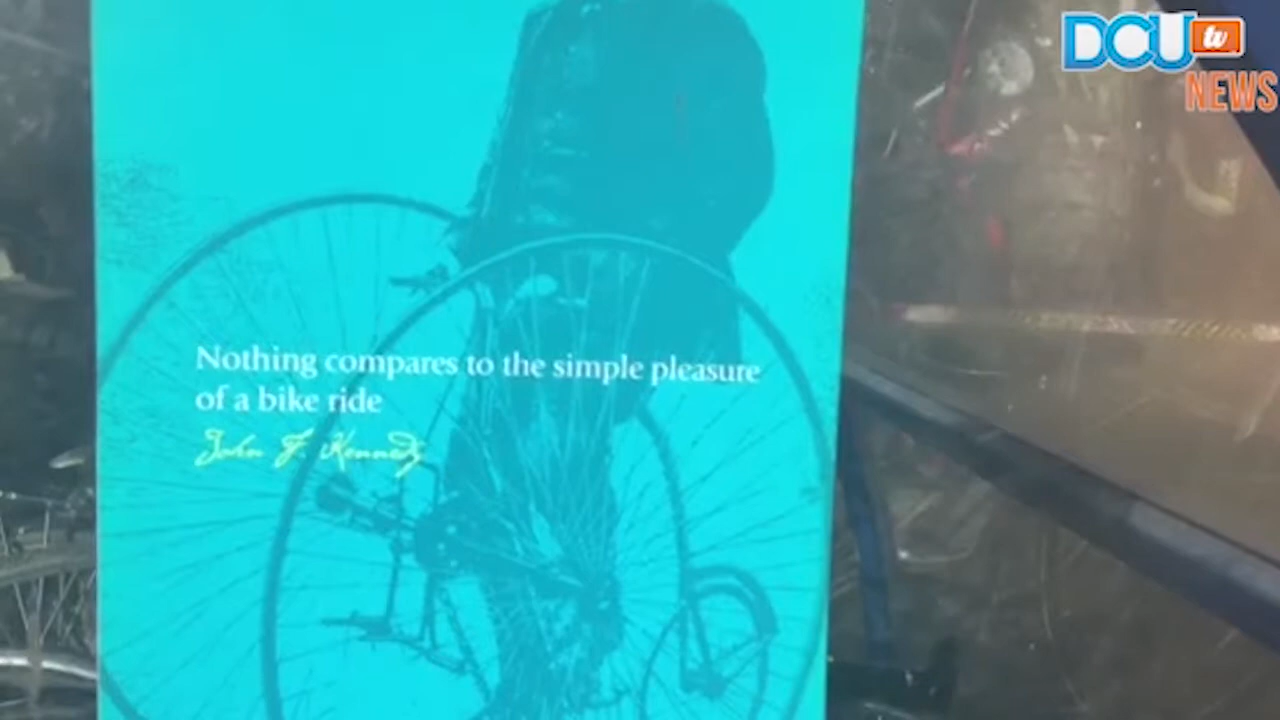 DCU tv
NEWS
Nothing compares to the simple pleasure
of a bike ride
John F. Kennedy